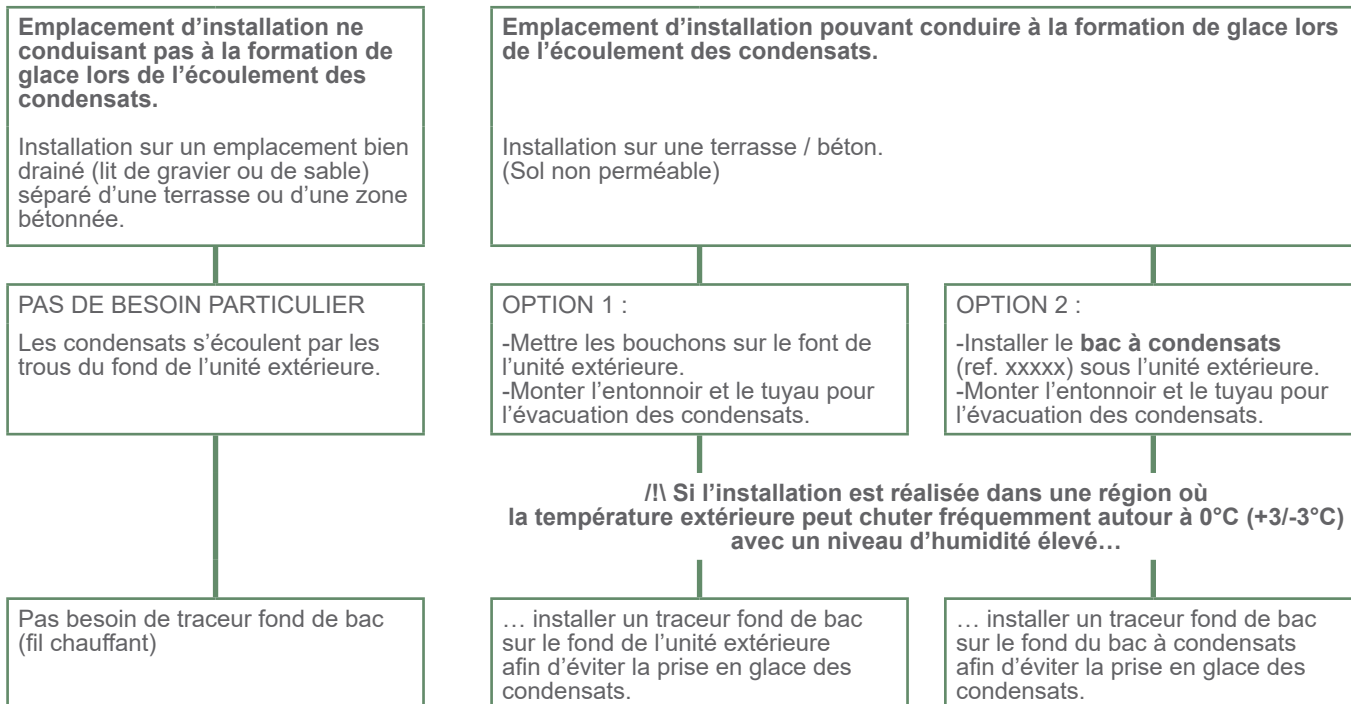 Emplacement d’installation ne
conduisant pas à la formation de
glace lors de l’écoulement des
condensats.
Installation sur un emplacement bien
drainé (lit de gravier ou de sable)
séparé d’une terrasse ou d’une zone
bétonnée.
Emplacement d’installation pouvant conduire à la formation de glace lors
de l’écoulement des condensats.
Installation sur une terrasse / béton.
(Sol non perméable)
PAS DE BESOIN PARTICULIER
Les condensats s’écoulent par les
trous du fond de l’unité extérieure.
OPTION 1 :
-Mettre les bouchons sur le font de
l’unité extérieure.
-Monter l’entonnoir et le tuyau pour
l’évacuation des condensats.
OPTION 2 :
-Installer le bac à condensats
(ref. xxxxx) sous l’unité extérieure.
-Monter l’entonnoir et le tuyau pour
l’évacuation des condensats.
/!\ Si l’installation est réalisée dans une région où
la température extérieure peut chuter fréquemment autour à 0°C (+3/-3°C)
avec un niveau d’humidité élevé…
Pas besoin de traceur fond de bac
(fil chauffant)
… installer un traceur fond de bac
sur le fond de l’unité extérieure
afin d’éviter la prise en glace des
condensats.
… installer un traceur fond de bac
sur le fond du bac à condensats
afin d’éviter la prise en glace des
condensats.